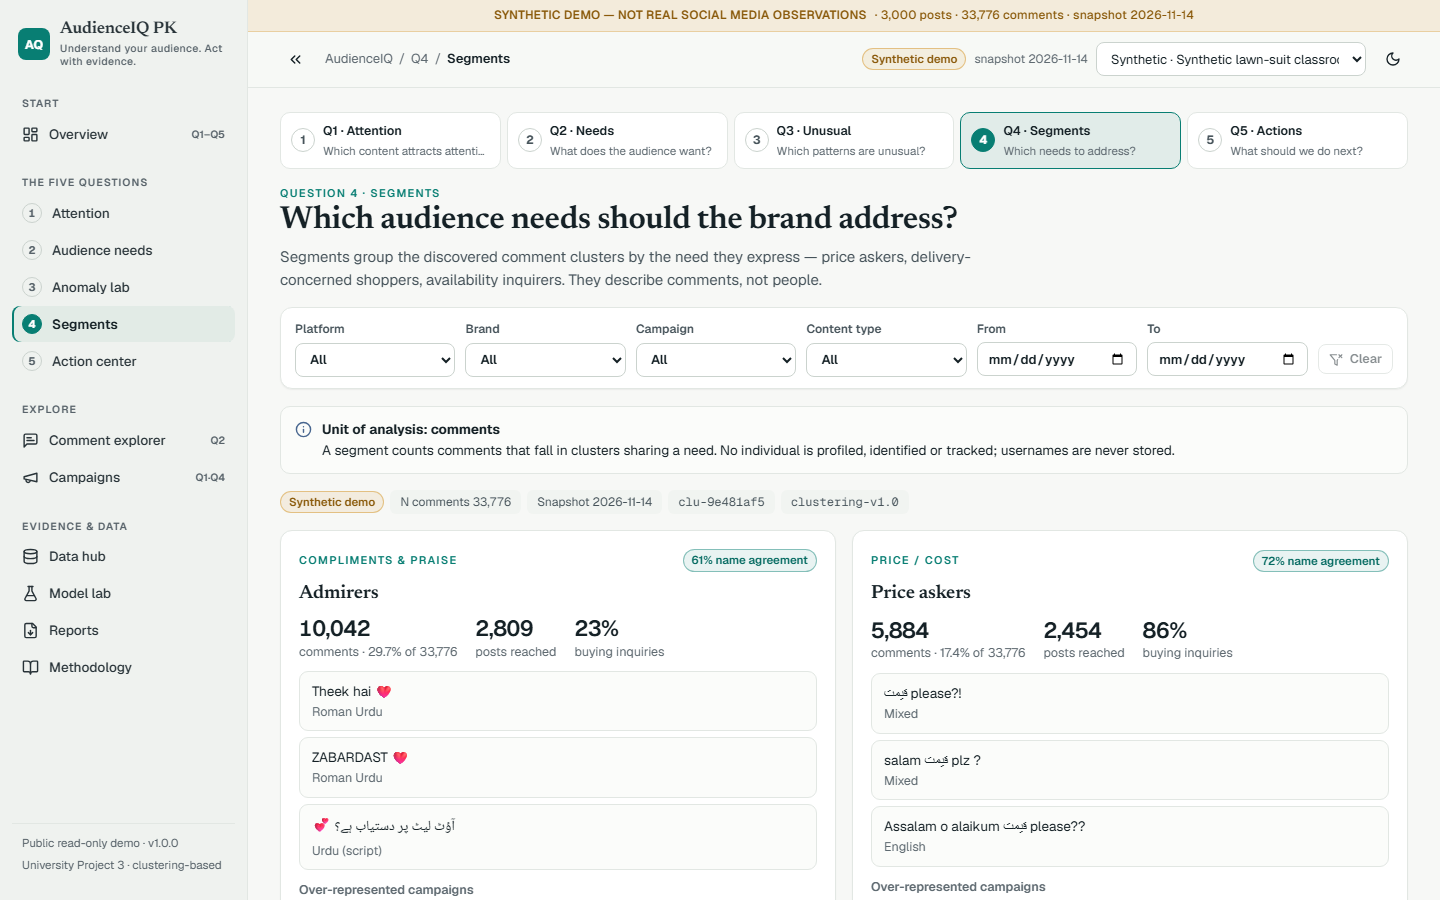 SYNTHETIC DEMO — NOT REAL SOCIAL MEDIA OBSERVATIONS · 3,000 posts · 33,776 comments · snapshot 2026-11-14
AQ
AudienceIQ PK
Understand your audience. Act
with evidence.
START
Overview Q1–Q5
THE FIVE QUESTIONS
1 Attention
2 Audience needs
3 Anomaly lab
4 Segments
5 Action center
EXPLORE
Comment explorer Q2
Campaigns Q1·Q4
EVIDENCE & DATA
Data hub
Model lab
Reports
Methodology
Public read-only demo · v1.0.0
University Project 3 · clustering-based
« AudienceIQ / Q4 / Segments
Synthetic demo snapshot 2026-11-14 Synthetic · Synthetic lawn-suit classroo
1 Q1 · Attention
Which content attracts attenti...
2 Q2 · Needs
What does the audience want?
3 Q3 · Unusual
Which patterns are unusual?
4 Q4 · Segments
Which needs to address?
5 Q5 · Actions
What should we do next?
QUESTION 4 · SEGMENTS
Which audience needs should the brand address?
Segments group the discovered comment clusters by the need they express — price askers, delivery-
concerned shoppers, availability inquirers. They describe comments, not people.
Platform Brand Campaign Content type From To
All All All All mm/dd/yyyy mm/dd/yyyy Clear
Unit of analysis: comments
A segment counts comments that fall in clusters sharing a need. No individual is profiled, identified or tracked; usernames are never stored.
Synthetic demo N comments 33,776 Snapshot 2026-11-14 clu-9e481af5 clustering-v1.0
COMPLIMENTS & PRAISE 61% name agreement
Admirers
10,042 2,809 23%
comments · 29.7% of 33,776 posts reached buying inquiries
Theek hai 💔
Roman Urdu
ZABARDAST 💔
Roman Urdu
آؤٹ لیٹ پر دستیاب ہے؟ 💕
Urdu (script)
Over-represented campaigns
PRICE / COST 72% name agreement
Price askers
5,884 2,454 86%
comments · 17.4% of 33,776 posts reached buying inquiries
قیمت please?!
Mixed
salam قیمت plz ?
Mixed
Assalam o alaikum قیمت please??
English
Over-represented campaigns